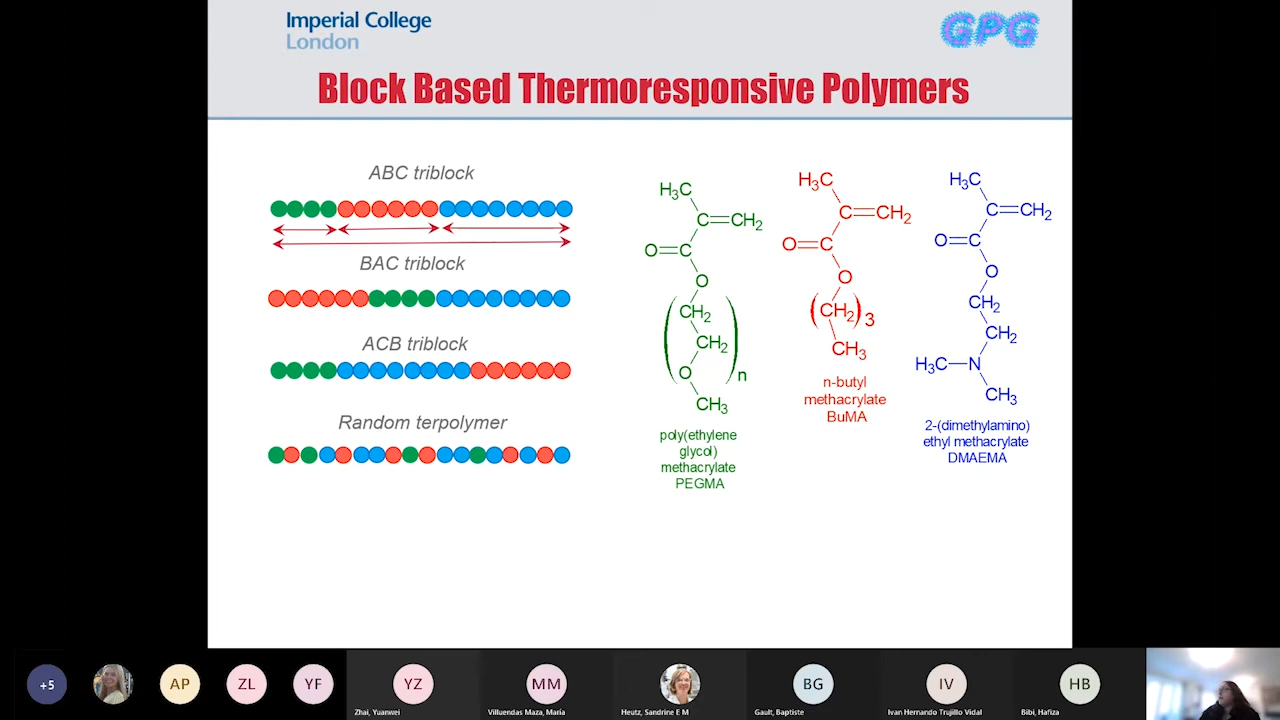 Imperial College
London
GPG
Block Based Thermoresponsive Polymers
ABC triblock
BAC triblock
ACB triblock
Random terpolymer
H3C
C=CH2
O=C
O
CH2
CH2
O
n
CH3
poly(ethylene
glycol)
methacrylate
PEGMA
H3C
C=CH2
O=C
O
(CH2)3
CH3
n-butyl
methacrylate
BuMA
H3C
C=CH2
O=C
O
CH2
CH2
H3C—N
CH3
2-(dimethylamino)
ethyl methacrylate
DMAEMA
+5
AP
ZL
YF
YZ
Zhai, Yuanwei
MM
Villuendas Maza, María
Heutz, Sandrine E M
BG
Gault, Baptiste
IV
Ivan Hernando Trujillo Vidal
HB
Bibi, Hafiza